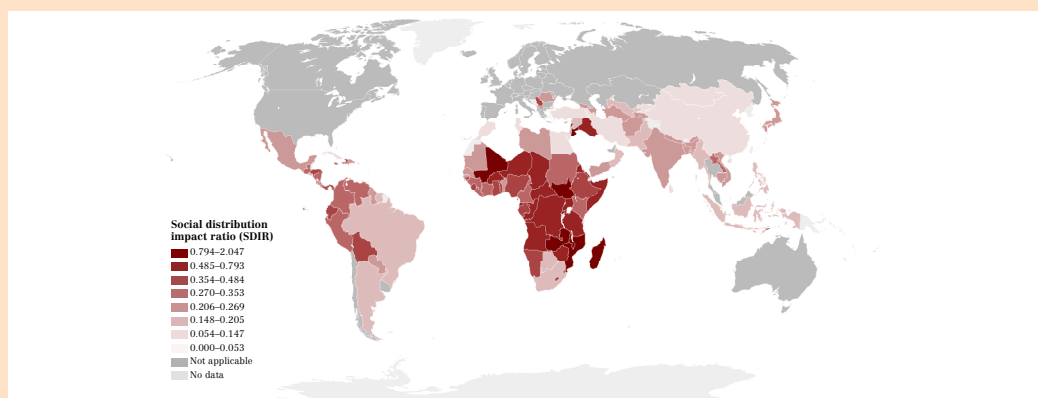 Social distribution
impact ratio (SDIR)
0.794–2.047
0.485–0.793
0.354–0.484
0.270–0.353
0.206–0.269
0.148–0.205
0.054–0.147
0.000–0.053
Not applicable
No data